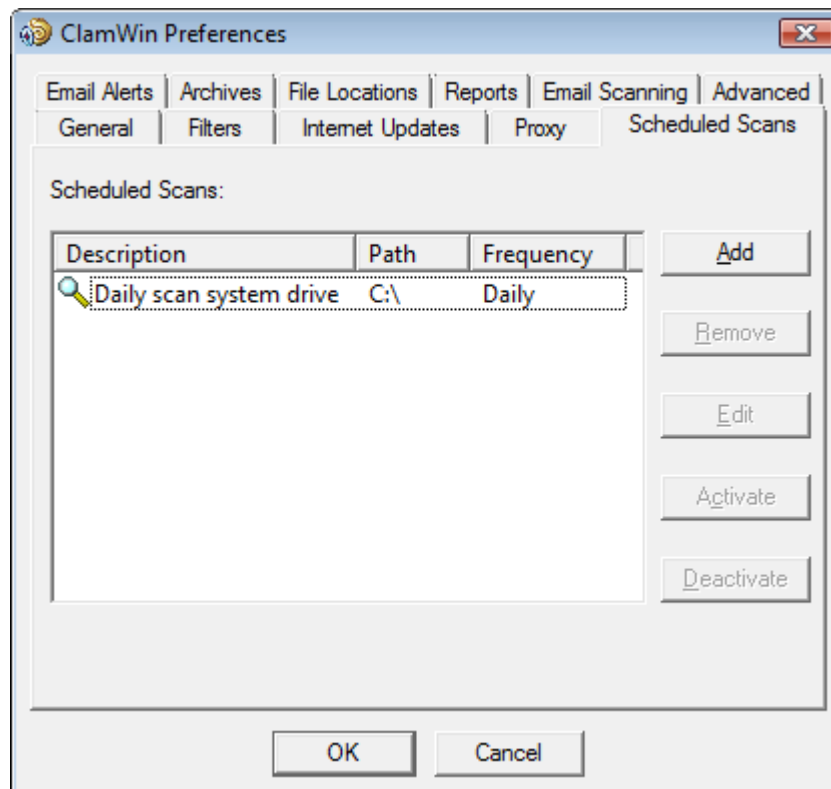 ClamWin Preferences
Email Alerts Archives File Locations Reports Email Scanning Advanced
General Filters Internet Updates Proxy Scheduled Scans
Scheduled Scans:
Description Path Frequency
Daily scan system drive C:\ Daily
Add
Remove
Edit
Activate
Deactivate
OK Cancel